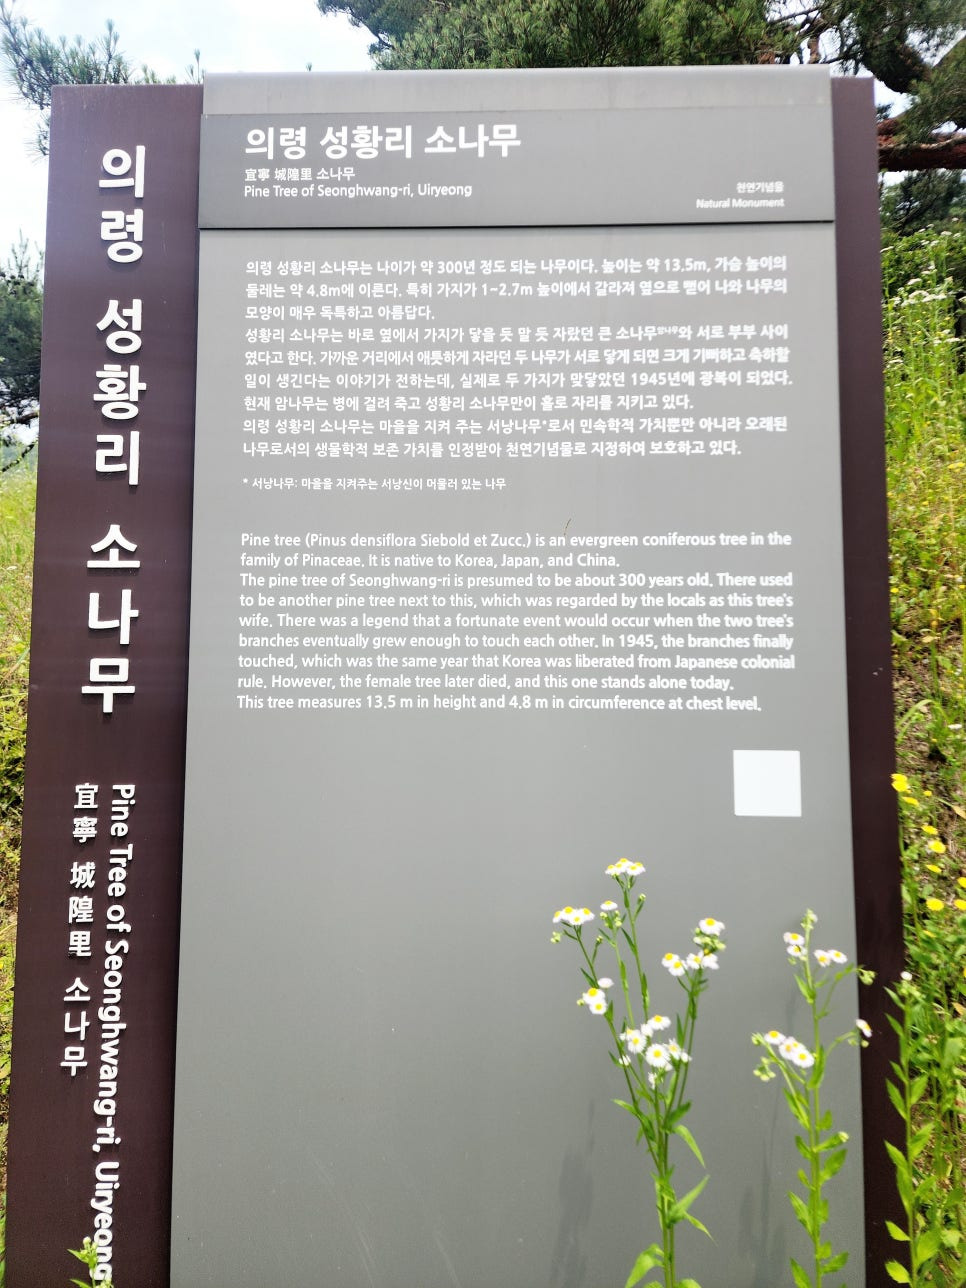 의령 성황리 소나무
宜寧 城隍里 소나무
Pine Tree of Seonghwang-ri, Uiryeong
의령 성황리 소나무
宜寧 城隍里 소나무
Pine Tree of Seonghwang-ri, Uiryeong
천연기념물
Natural Monument
의령 성황리 소나무는 나이가 약 300년 정도 되는 나무이다. 높이는 약 13.5m, 가슴 높이의
둘레는 약 4.8m에 이른다. 특히 가지가 1~2.7m 높이에서 갈라져 옆으로 뻗어 나와 나무의
모양이 매우 독특하고 아름답다.
성황리 소나무는 바로 옆에서 가지가 닿을 듯 말 듯 자랐던 큰 소나무암나무와 서로 부부 사이
였다고 한다. 가까운 거리에서 애틋하게 자라던 두 나무가 서로 닿게 되면 크게 기뻐하고 축하할
일이 생긴다는 이야기가 전하는데, 실제로 두 가지가 맞닿았던 1945년에 광복이 되었다.
현재 암나무는 병에 걸려 죽고 성황리 소나무만이 홀로 자리를 지키고 있다.
의령 성황리 소나무는 마을을 지켜 주는 서낭나무*로서 민속학적 가치뿐만 아니라 오래된
나무로서의 생물학적 보존 가치를 인정받아 천연기념물로 지정하여 보호하고 있다.
* 서낭나무: 마을을 지켜주는 서낭신이 머물러 있는 나무
Pine tree (Pinus densiflora Siebold et Zucc.) is an evergreen coniferous tree in the
family of Pinaceae. It is native to Korea, Japan, and China.
The pine tree of Seonghwang-ri is presumed to be about 300 years old. There used
to be another pine tree next to this, which was regarded by the locals as this tree's
wife. There was a legend that a fortunate event would occur when the two tree's
branches eventually grew enough to touch each other. In 1945, the branches finally
touched, which was the same year that Korea was liberated from Japanese colonial
rule. However, the female tree later died, and this one stands alone today.
This tree measures 13.5 m in height and 4.8 m in circumference at chest level.